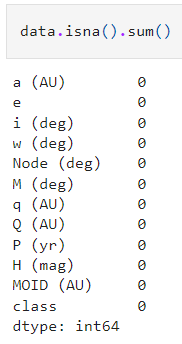 data.isna().sum()
a (AU) 0
e 0
i (deg) 0
w (deg) 0
Node (deg) 0
M (deg) 0
q (AU) 0
Q (AU) 0
P (yr) 0
H (mag) 0
MOID (AU) 0
class 0
dtype: int64